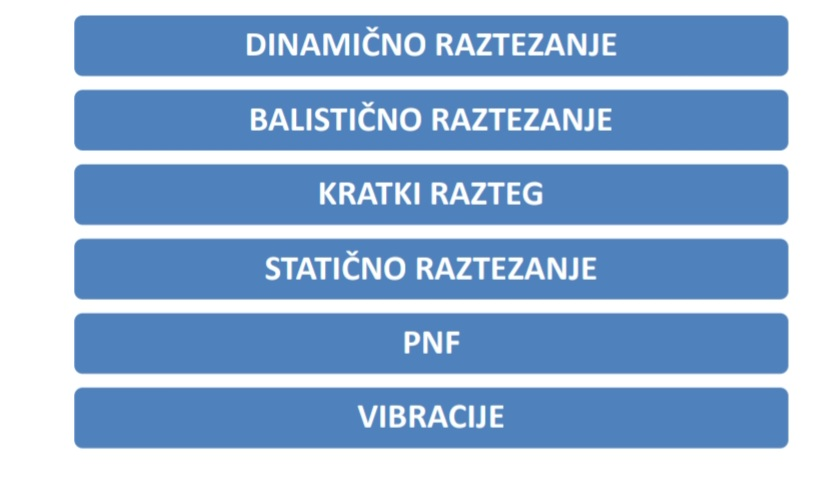 DINAMIČNO RAZTEZANJE
BALISTIČNO RAZTEZANJE
KRATKI RAZTEG
STATIČNO RAZTEZANJE
PNF
VIBRACIJE